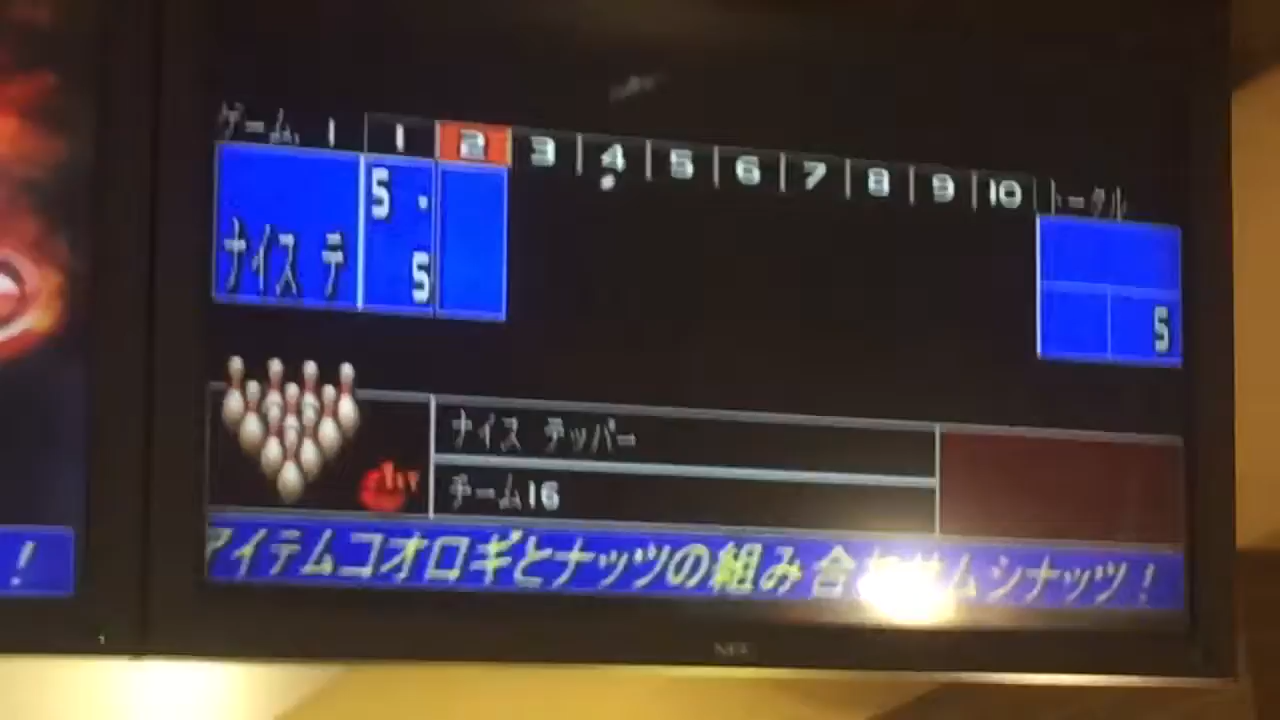 ゲーム 1 1 2 3 4 5 6 7 8 9 10 トータル
5 -
ナイス テ 5 5
ナイス テッパー
1st
チーム16
アイテムコオロギとナッツの組み合 ムシナッツ!
!
NEC